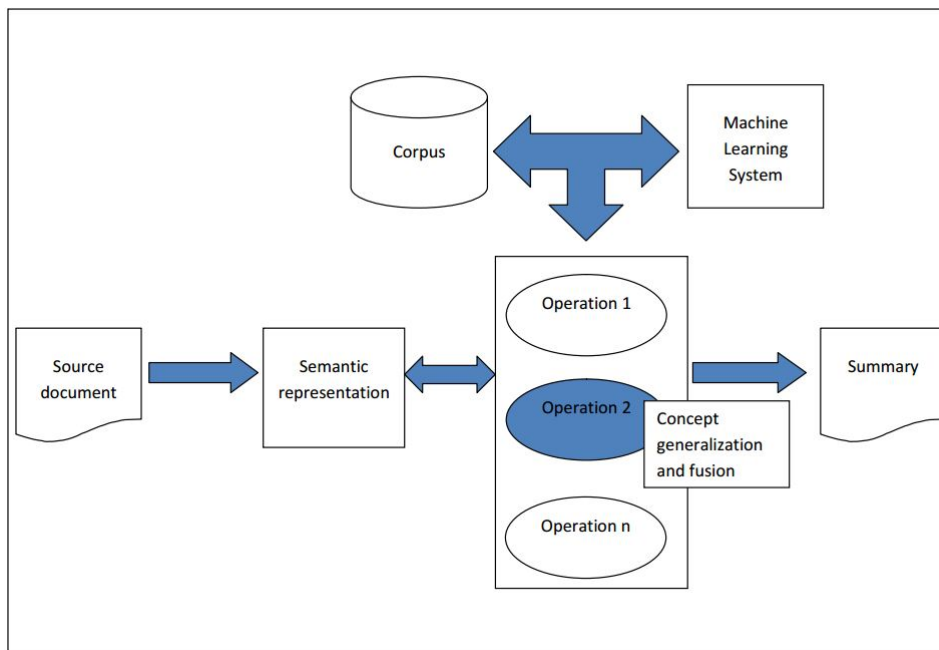 Corpus
Machine
Learning
System
Operation 1
Source
document
Semantic
representation
Operation 2
Concept
generalization
and fusion
Summary
Operation n